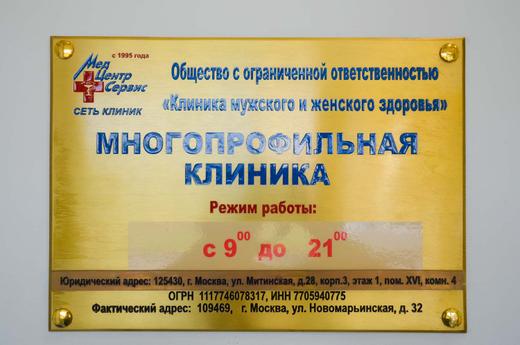 с 1995 года
Мед
Центр
Сервис
СЕТЬ КЛИНИК
Общество с ограниченной ответственностью
«Клиника мужского и женского здоровья»
МНОГОПРОФИЛЬНАЯ
КЛИНИКА
Режим работы:
с 9⁰⁰ до 21⁰⁰
Юридический адрес: 125430, г. Москва, ул. Митинская, д.28, корп.3, этаж 1, пом. XVI, комн. 4
ОГРН 1117746078317, ИНН 7705940775
Фактический адрес: 109469, г. Москва, ул. Новомарьинская, д. 32